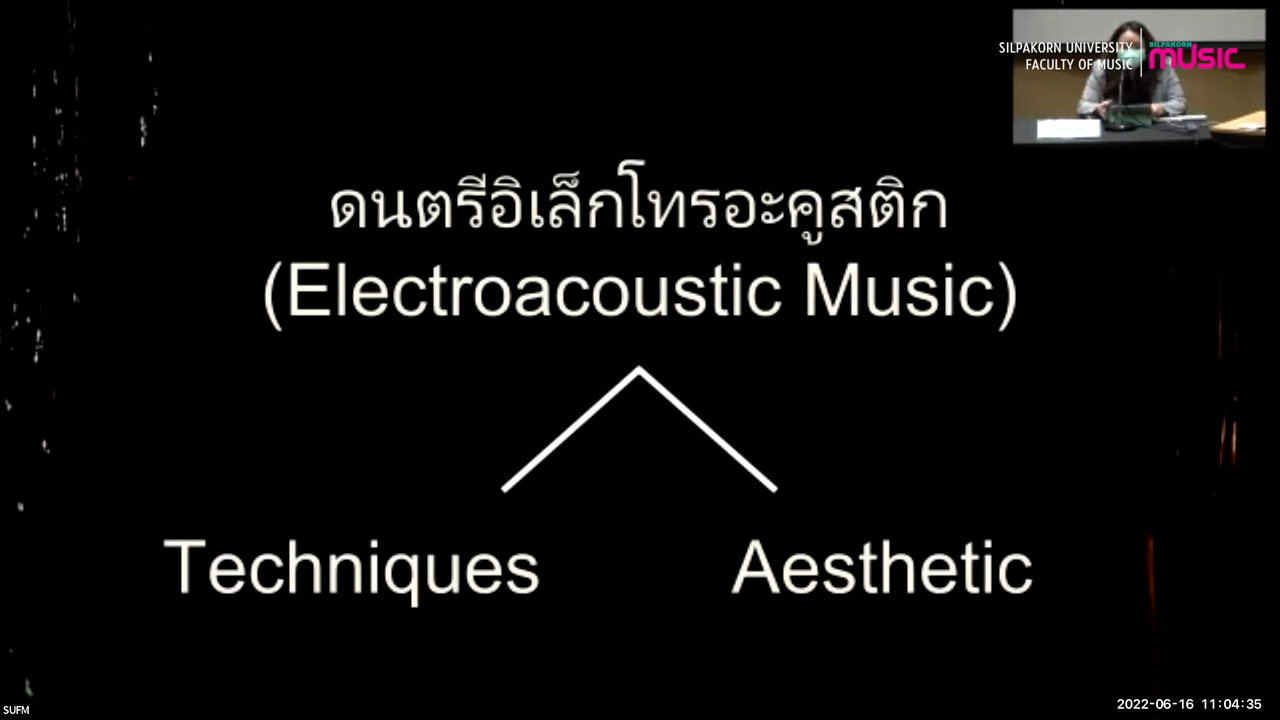 SILPAKORN UNIVERSITY
FACULTY OF MUSIC
SILPAKORN
music
ดนตรีอิเล็กโทรอะคูสติก
(Electroacoustic Music)
Techniques
Aesthetic
SUFM
2022-06-16 11:04:35